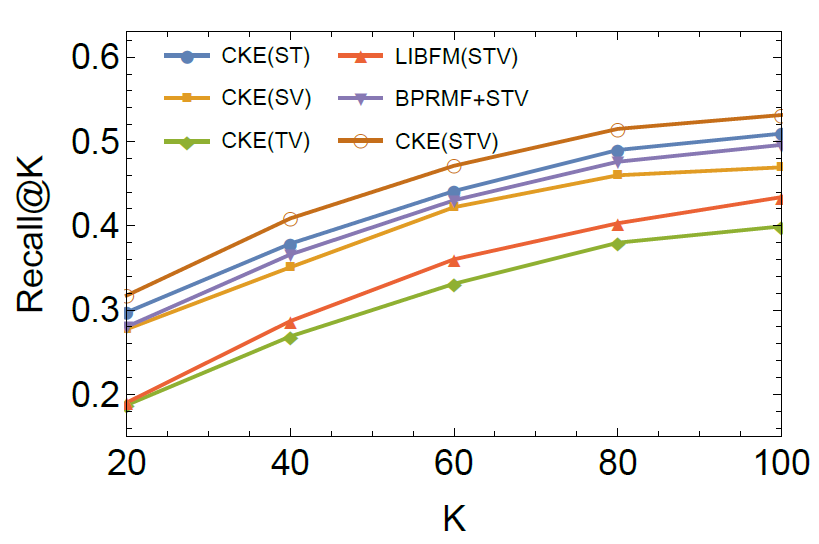 0.6
CKE(ST)
LIBFM(STV)
CKE(SV)
BPRMF+STV
0.5
CKE(TV)
CKE(STV)
Recall@K
0.4
0.3
0.2
20 40 60 80 100
K